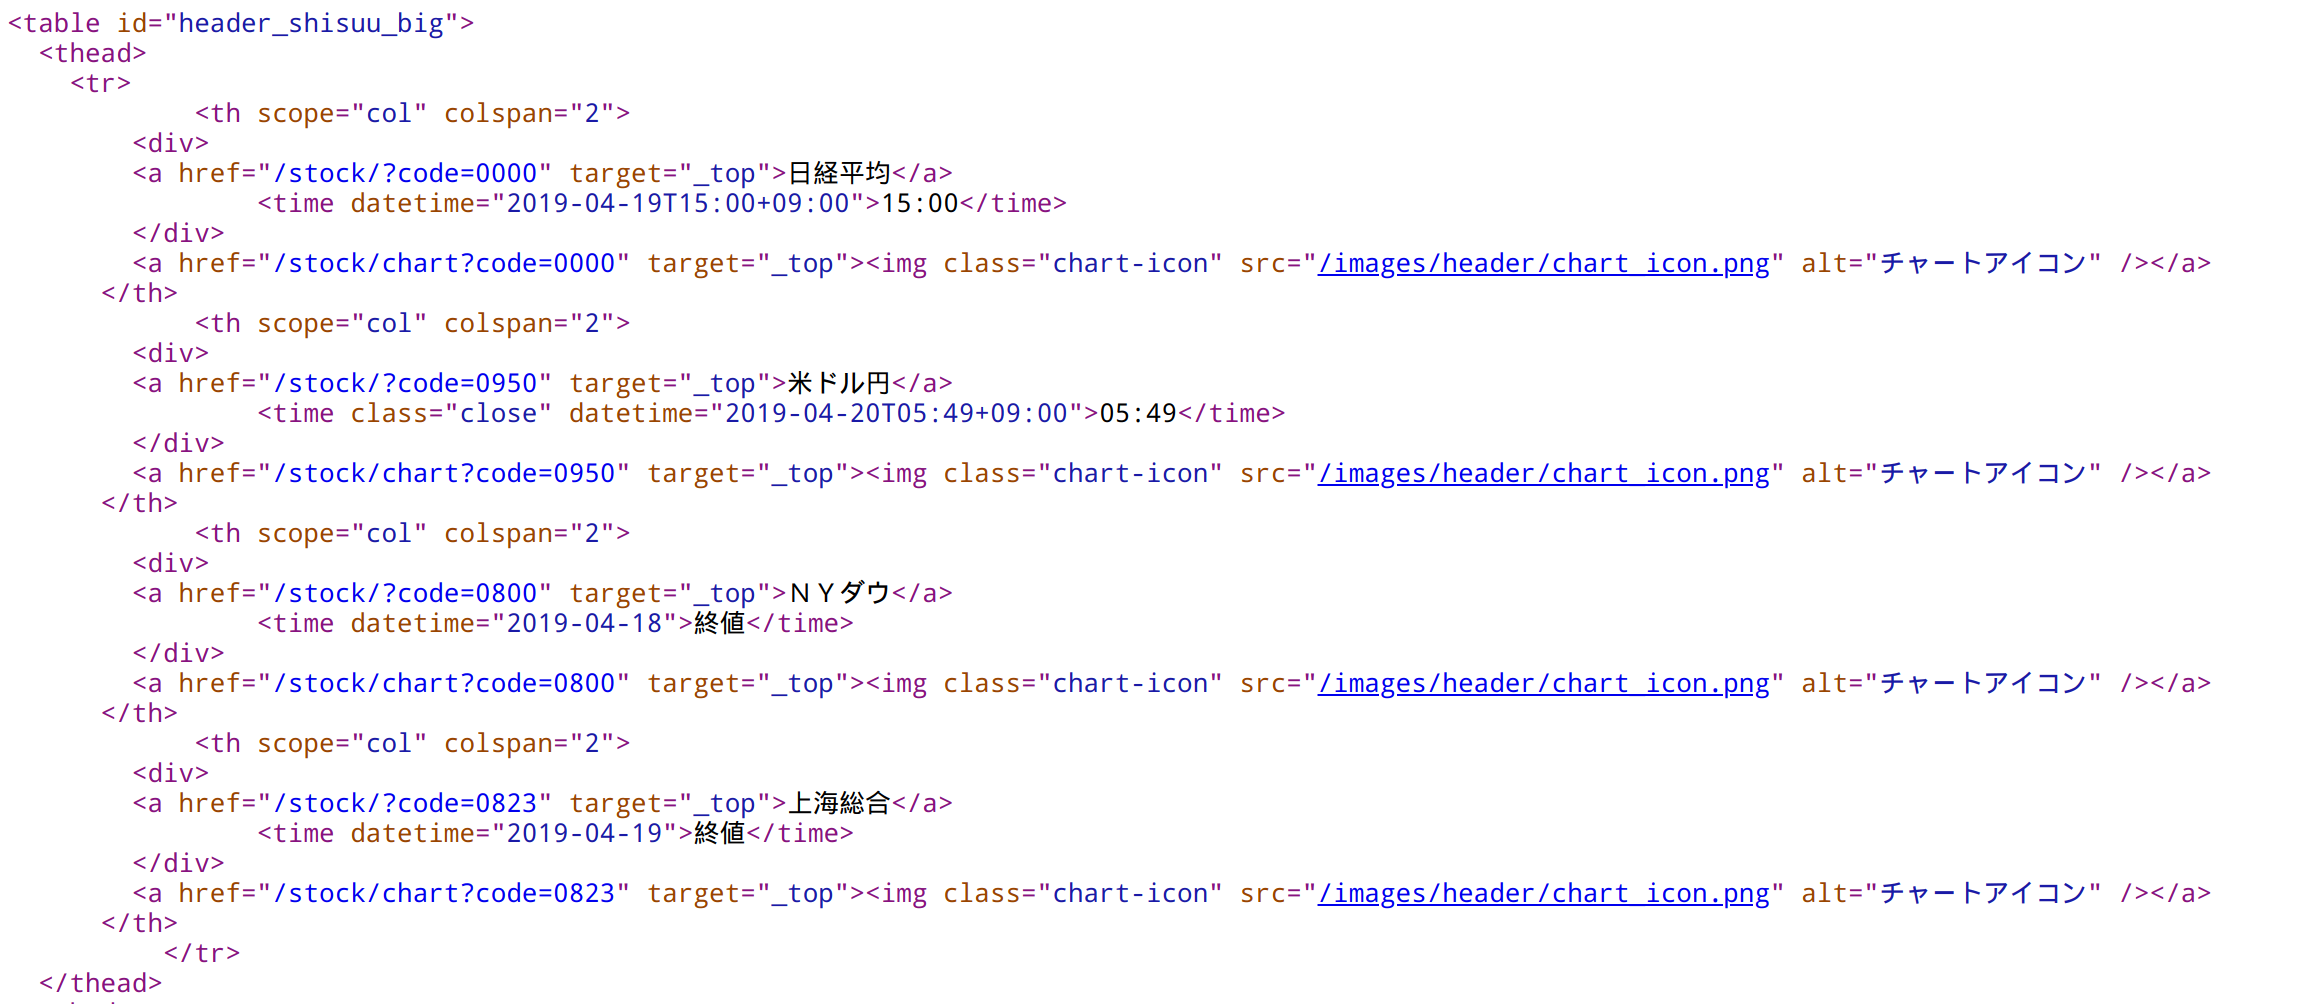 <table id="header_shisuu_big">
<thead>
<tr>
<th scope="col" colspan="2">
<div>
<a href="/stock/?code=0000" target="_top">日経平均</a>
<time datetime="2019-04-19T15:00+09:00">15:00</time>
</div>
<a href="/stock/chart?code=0000" target="_top"><img class="chart-icon" src="/images/header/chart_icon.png" alt="チャートアイコン" /></a>
</th>
<th scope="col" colspan="2">
<div>
<a href="/stock/?code=0950" target="_top">米ドル円</a>
<time class="close" datetime="2019-04-20T05:49+09:00">05:49</time>
</div>
<a href="/stock/chart?code=0950" target="_top"><img class="chart-icon" src="/images/header/chart_icon.png" alt="チャートアイコン" /></a>
</th>
<th scope="col" colspan="2">
<div>
<a href="/stock/?code=0800" target="_top">ＮＹダウ</a>
<time datetime="2019-04-18">終値</time>
</div>
<a href="/stock/chart?code=0800" target="_top"><img class="chart-icon" src="/images/header/chart_icon.png" alt="チャートアイコン" /></a>
</th>
<th scope="col" colspan="2">
<div>
<a href="/stock/?code=0823" target="_top">上海総合</a>
<time datetime="2019-04-19">終値</time>
</div>
<a href="/stock/chart?code=0823" target="_top"><img class="chart-icon" src="/images/header/chart_icon.png" alt="チャートアイコン" /></a>
</th>
</tr>
</thead>